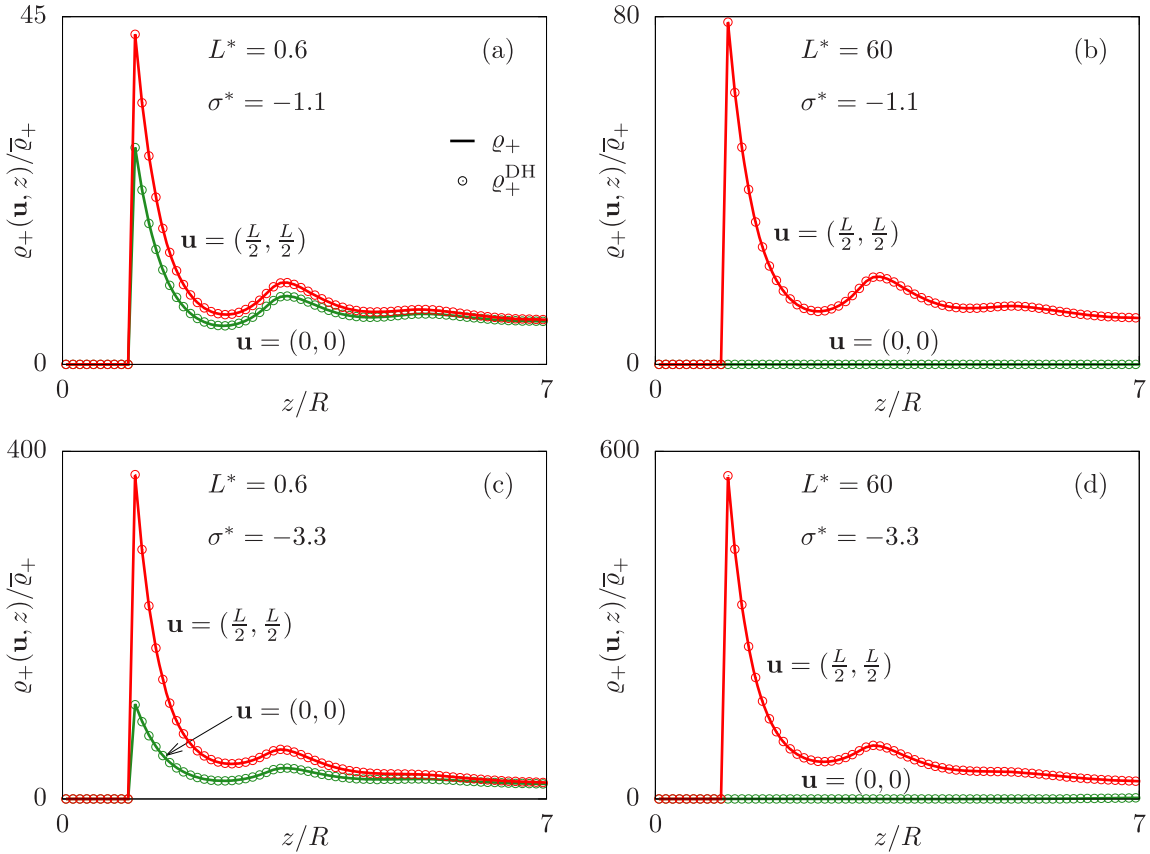 45
L* = 0.6
(a)
σ* = −1.1
ϱ₊
ϱ₊ᴰᴴ
u = (L/2, L/2)
u = (0, 0)
ϱ₊(u, z)/ϱ̅₊
0
0
7
z/R
80
L* = 60
(b)
σ* = −1.1
u = (L/2, L/2)
u = (0, 0)
ϱ₊(u, z)/ϱ̅₊
0
0
7
z/R
400
L* = 0.6
(c)
σ* = −3.3
u = (L/2, L/2)
u = (0, 0)
ϱ₊(u, z)/ϱ̅₊
0
0
7
z/R
600
L* = 60
(d)
σ* = −3.3
u = (L/2, L/2)
u = (0, 0)
ϱ₊(u, z)/ϱ̅₊
0
0
7
z/R